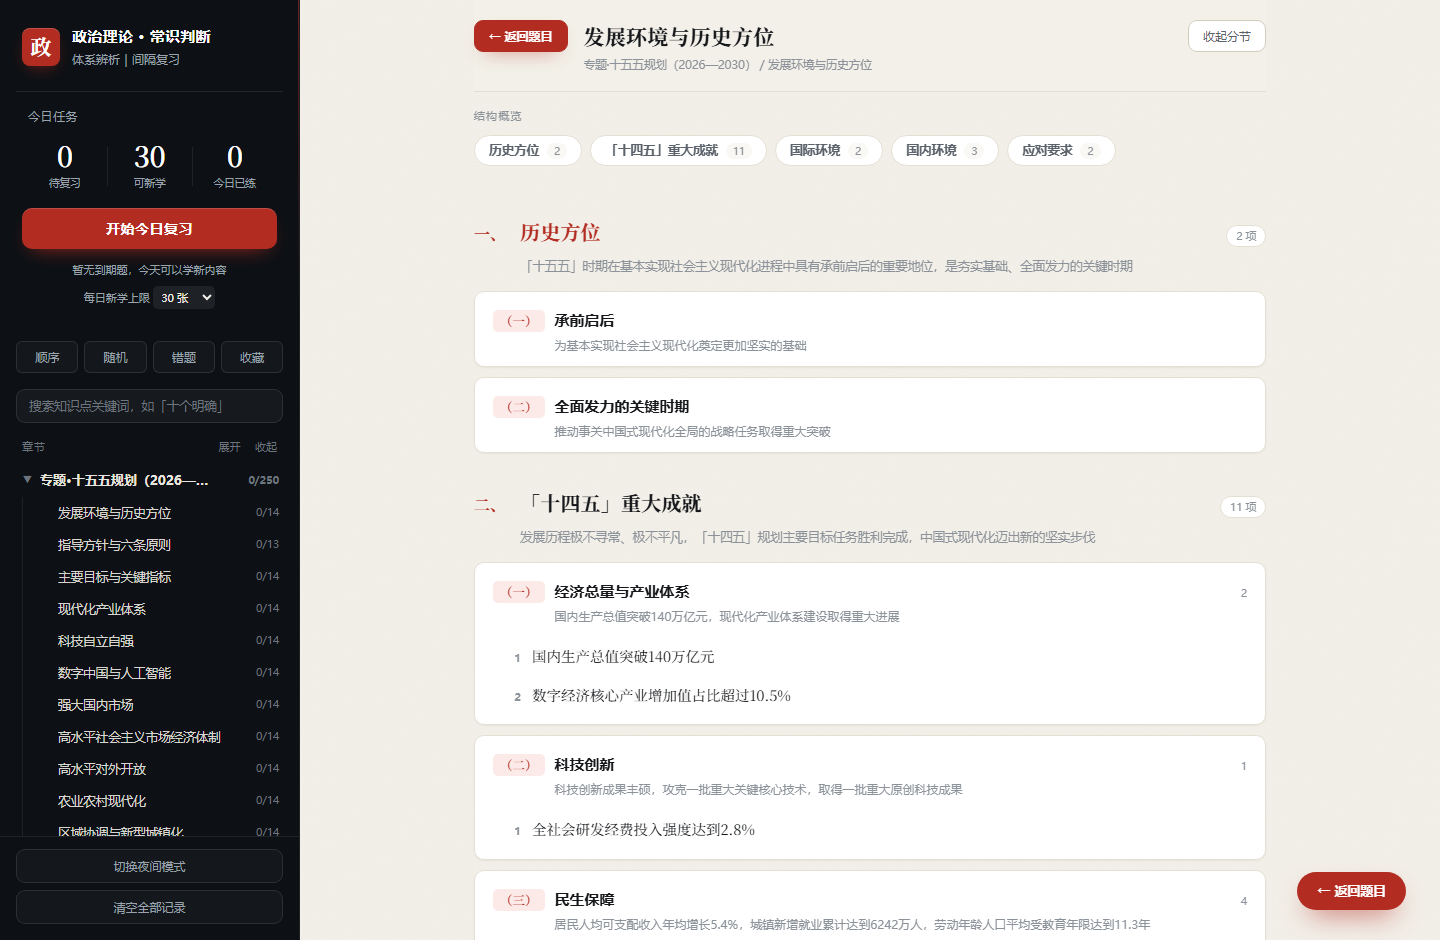 政
政治理论 • 常识判断
体系辨析 | 间隔复习
今日任务
0
30
0
待复习
可新学
今日已练
开始今日复习
暂无到期题，今天可以学新内容
每日新学上限 30 张
顺序
随机
错题
收藏
搜索知识点关键词，如「十个明确」
章节
展开
收起
▼ 专题•十五五规划（2026—... 0/250
发展环境与历史方位 0/14
指导方针与六条原则 0/13
主要目标与关键指标 0/14
现代化产业体系 0/14
科技自立自强 0/14
数字中国与人工智能 0/14
强大国内市场 0/14
高水平社会主义市场经济体制 0/14
高水平对外开放 0/14
农业农村现代化 0/14
区域协调与新型城镇化 0/14
切换夜间模式
清空全部记录
← 返回题目
发展环境与历史方位
专题·十五五规划（2026—2030） / 发展环境与历史方位
收起分节
结构概览
历史方位 2
「十四五」重大成就 11
国际环境 2
国内环境 3
应对要求 2
一、 历史方位
2 项
「十五五」时期在基本实现社会主义现代化进程中具有承前启后的重要地位，是夯实基础、全面发力的关键时期
（一） 承前启后
为基本实现社会主义现代化奠定更加坚实的基础
（二） 全面发力的关键时期
推动事关中国式现代化全局的战略任务取得重大突破
二、 「十四五」重大成就
11 项
发展历程极不寻常、极不平凡，「十四五」规划主要目标任务胜利完成，中国式现代化迈出新的坚实步伐
（一） 经济总量与产业体系 2
国内生产总值突破140万亿元，现代化产业体系建设取得重大进展
1 国内生产总值突破140万亿元
2 数字经济核心产业增加值占比超过10.5%
（二） 科技创新 1
科技创新成果丰硕，攻克一批重大关键核心技术，取得一批重大原创科技成果
1 全社会研发经费投入强度达到2.8%
（三） 民生保障 4
居民人均可支配收入年均增长5.4%，城镇新增就业累计达到6242万人，劳动年龄人口平均受教育年限达到11.3年
← 返回题目